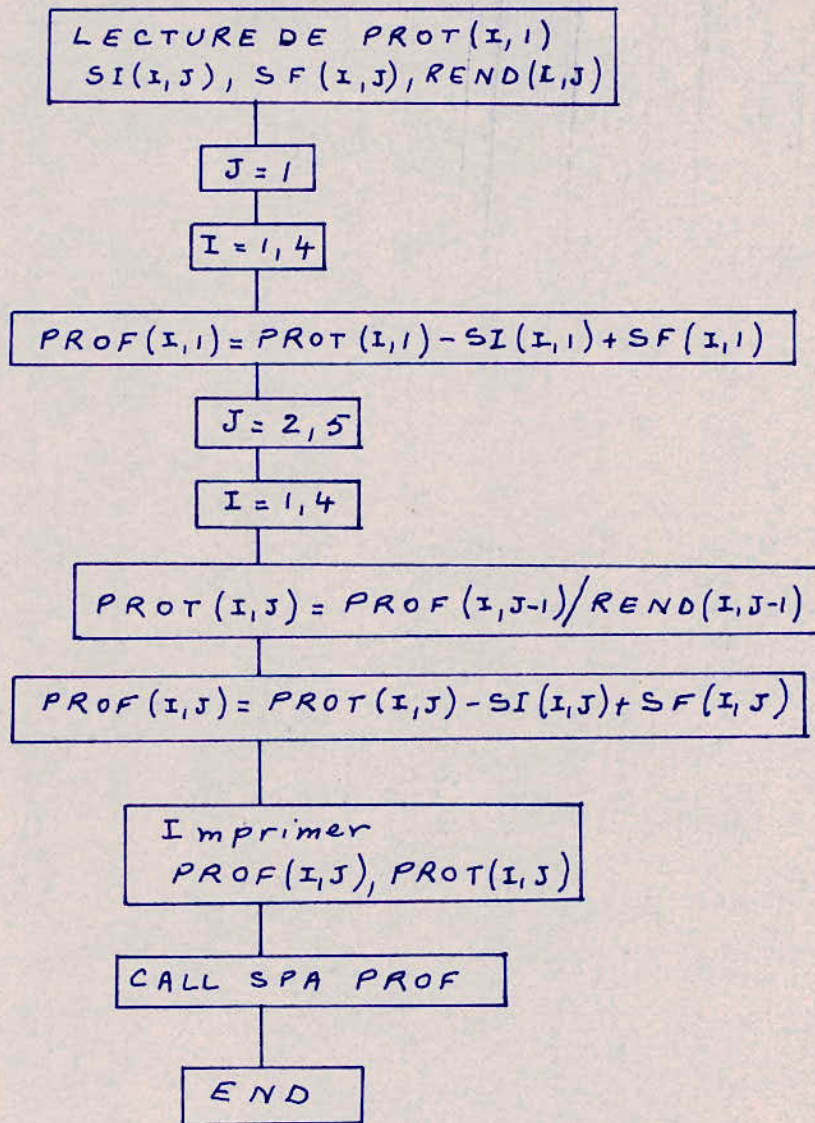 LECTURE DE PROT(I,1)
SI(I,J), SF(I,J), REND(I,J)
J = 1
I = 1,4
PROF(I,1) = PROT(I,1) - SI(I,1) + SF(I,1)
J = 2,5
I = 1,4
PROT(I,J) = PROF(I,J-1)/REND(I,J-1)
PROF(I,J) = PROT(I,J) - SI(I,J) + SF(I,J)
Imprimer
PROF(I,J), PROT(I,J)
CALL SPA PROF
END